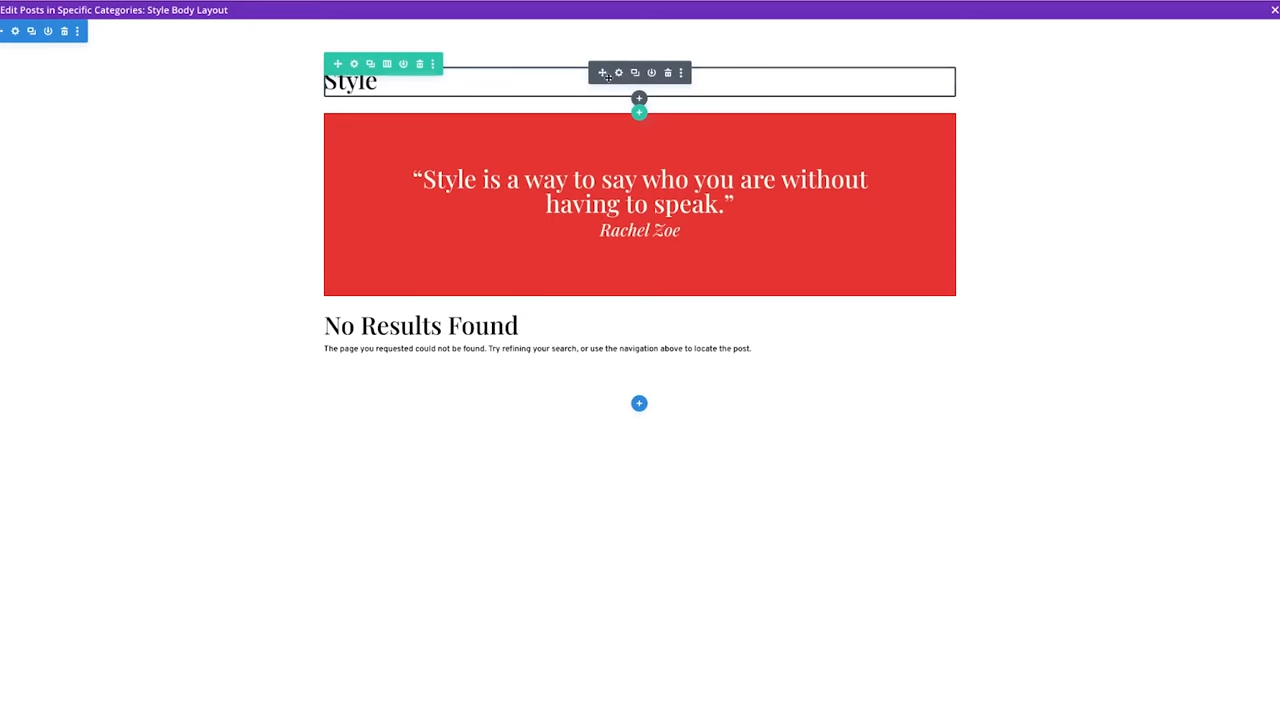 Edit Posts in Specific Categories: Style Body Layout
Style
“Style is a way to say who you are without
having to speak.”
Rachel Zoe
No Results Found
The page you requested could not be found. Try refining your search, or use the navigation above to locate the post.